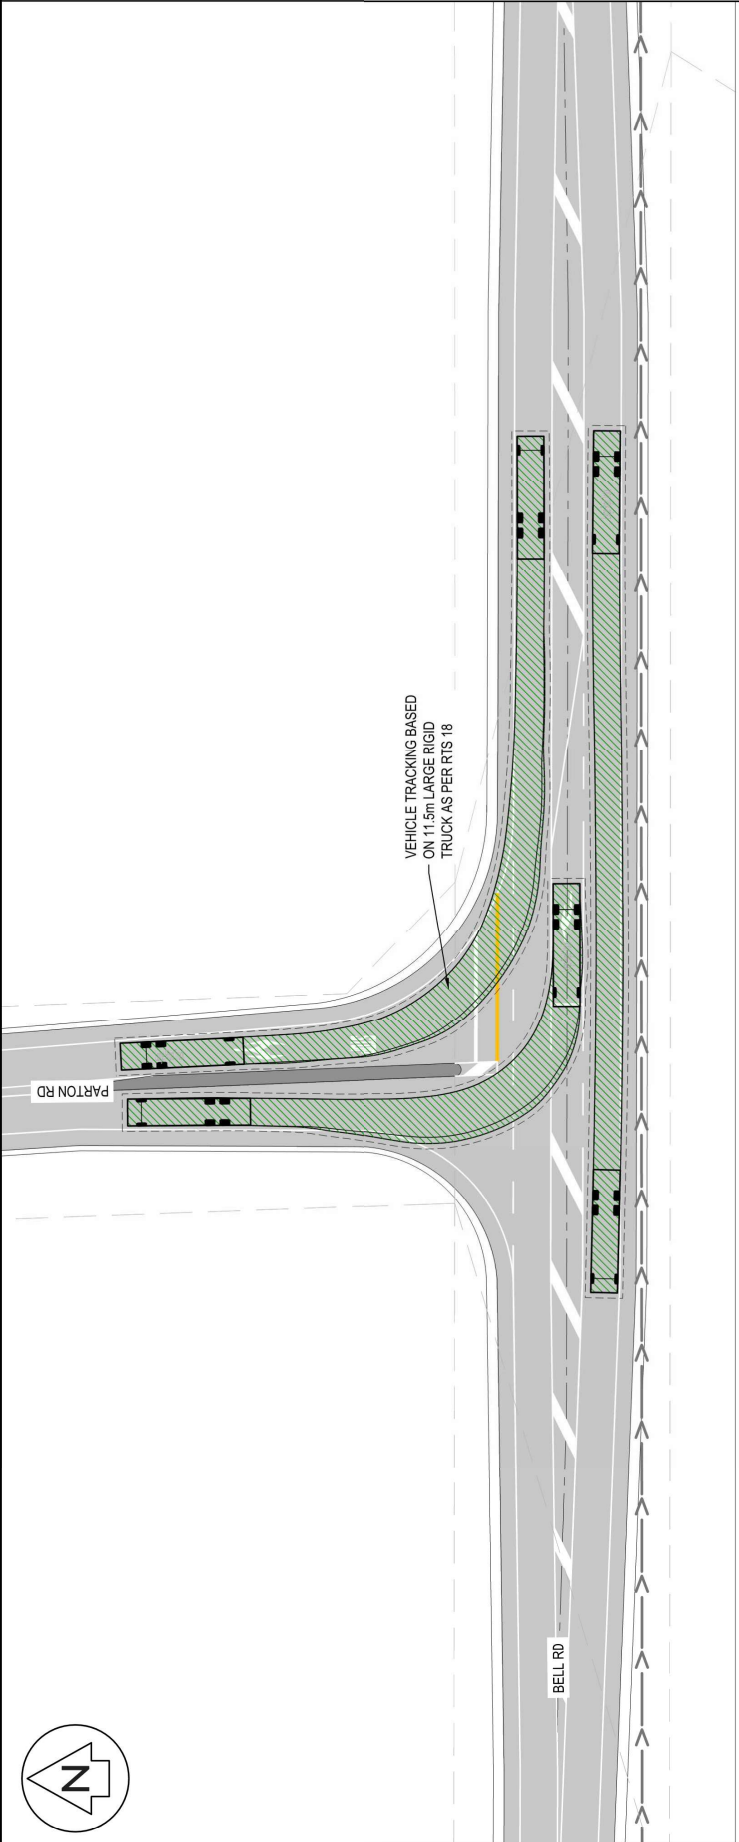 VEHICLE TRACKING BASED
ON 11.5m LARGE RIGID
TRUCK AS PER RTS 18
PARTON RD
BELL RD
N